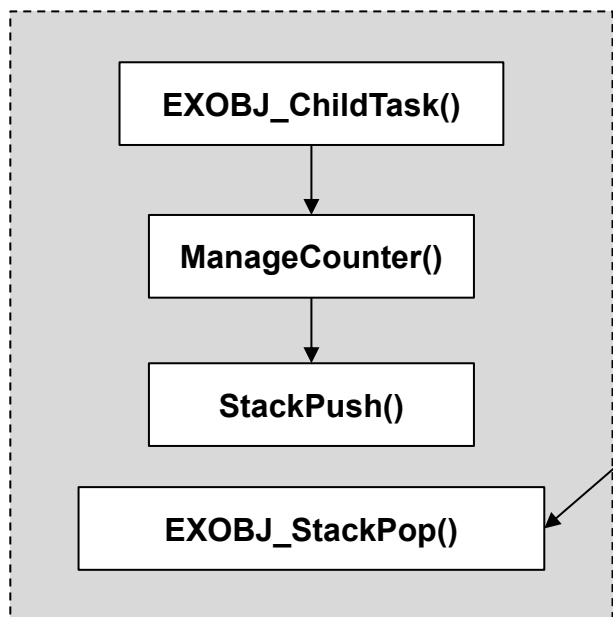 EXOBJ_ChildTask()
ManageCounter()
StackPush()
EXOBJ_StackPop()